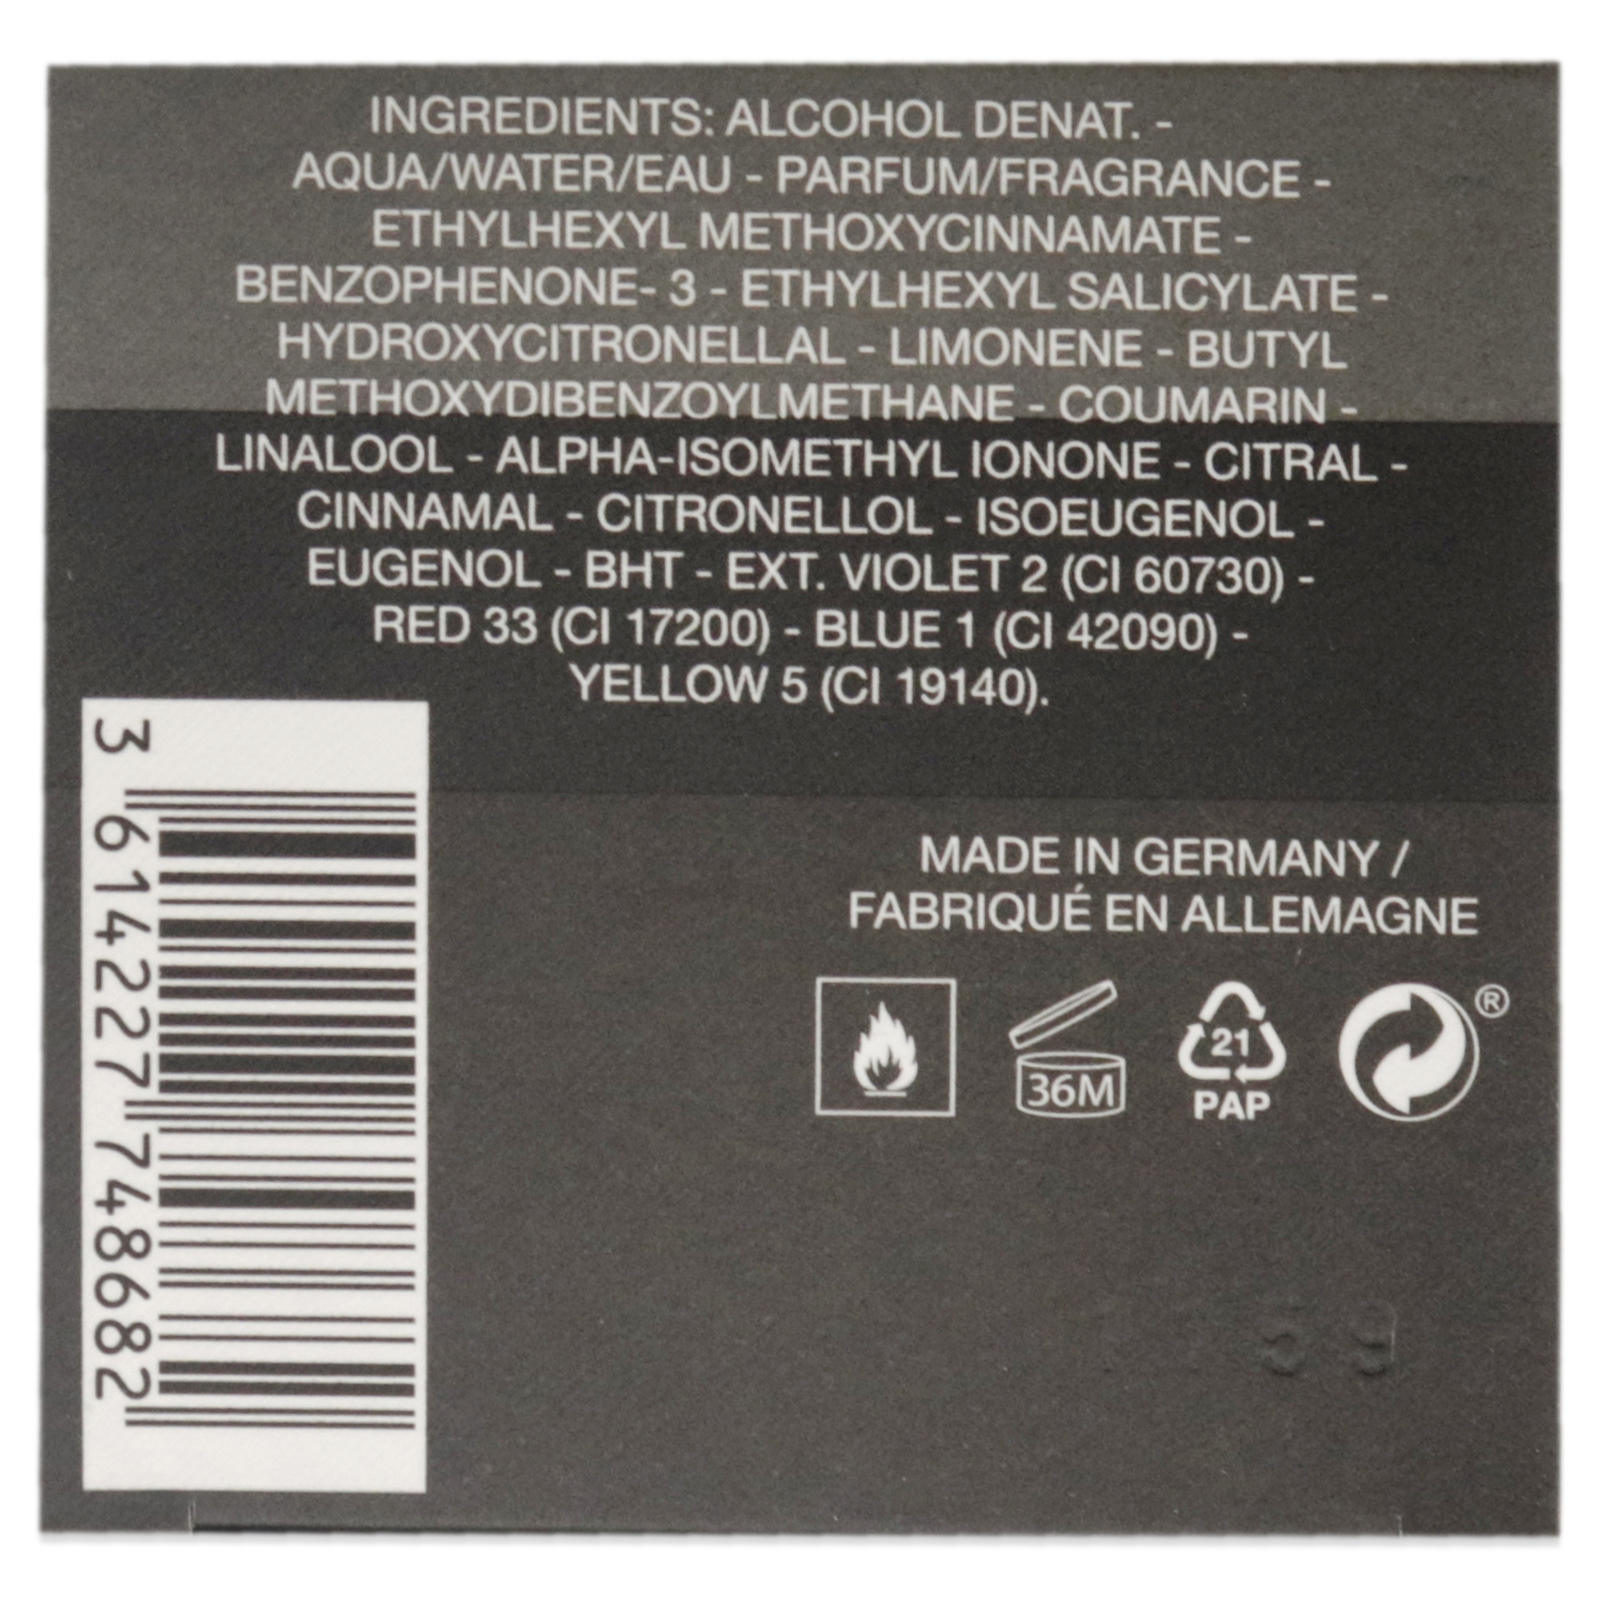 INGREDIENTS: ALCOHOL DENAT. -
AQUA/WATER/EAU - PARFUM/FRAGRANCE -
ETHYLHEXYL METHOXYCINNAMATE -
BENZOPHENONE- 3 - ETHYLHEXYL SALICYLATE -
HYDROXYCITRONELLAL - LIMONENE - BUTYL
METHOXYDIBENZOYLMETHANE - COUMARIN -
LINALOOL - ALPHA-ISOMETHYL IONONE - CITRAL -
CINNAMAL - CITRONELLOL - ISOEUGENOL -
EUGENOL - BHT - EXT. VIOLET 2 (CI 60730) -
RED 33 (CI 17200) - BLUE 1 (CI 42090) -
YELLOW 5 (CI 19140).
3 614227 748682
MADE IN GERMANY /
FABRIQUÉ EN ALLEMAGNE
36M
21
PAP
®